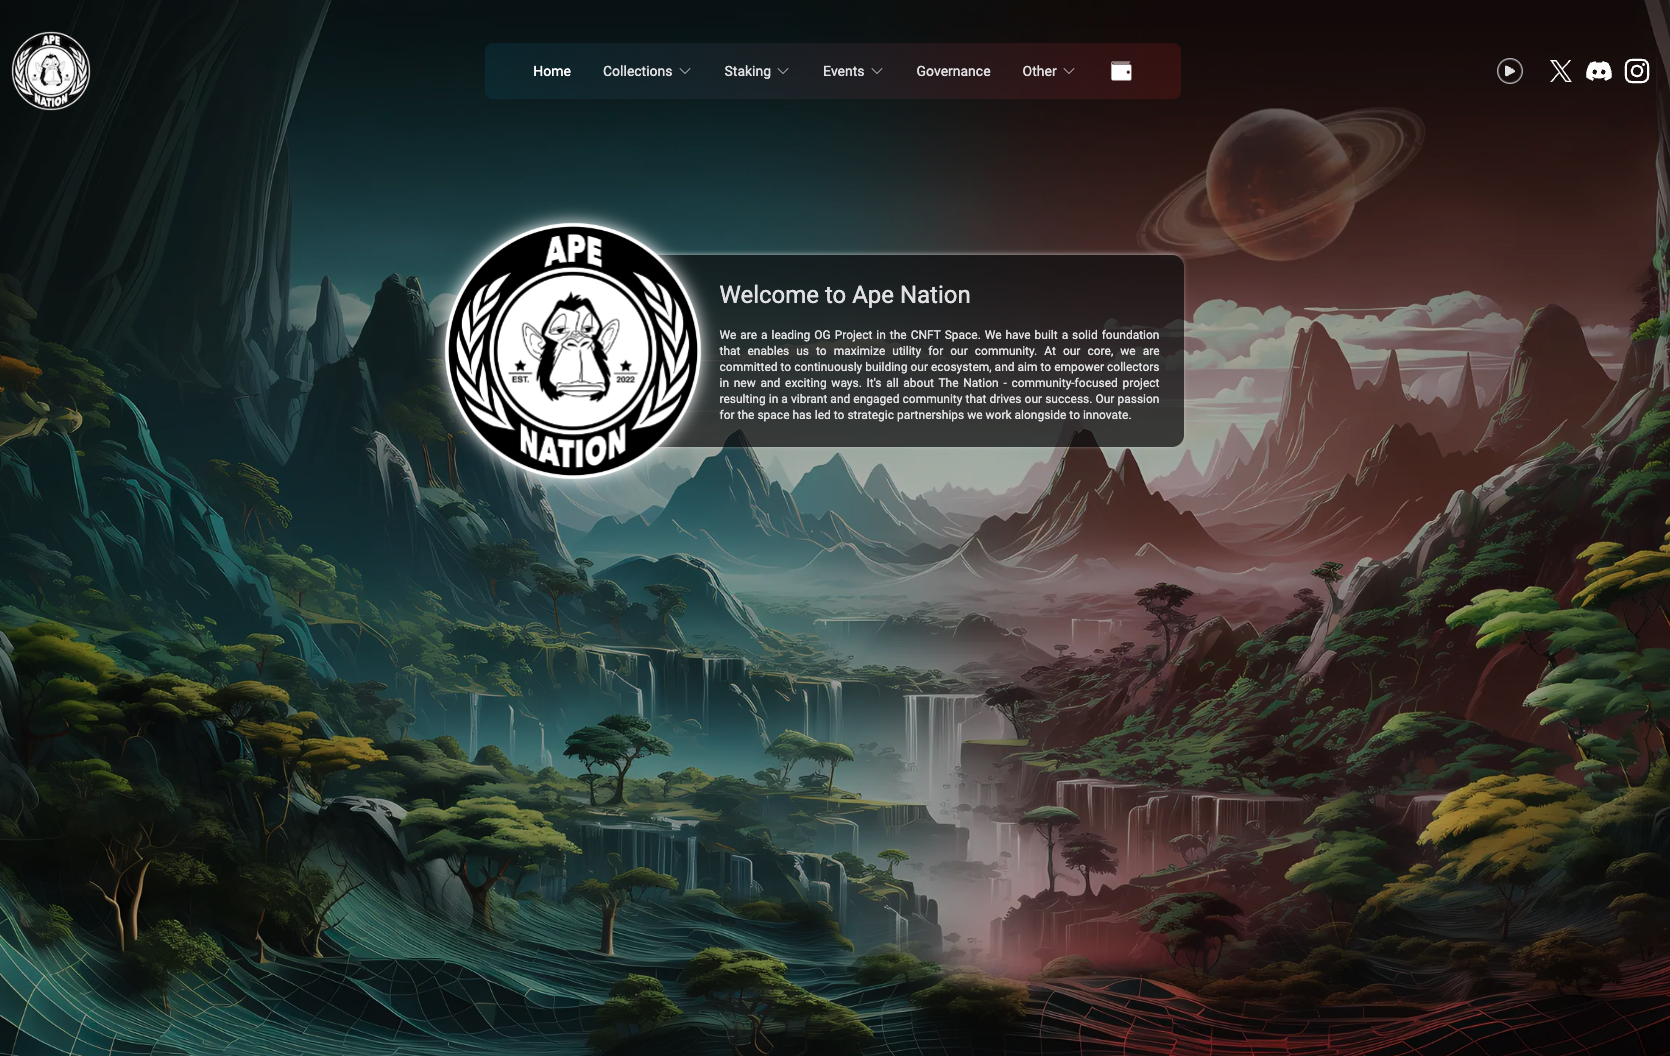 APE
NATION
Home Collections Staking Events Governance Other
APE
EST. 2022
NATION
Welcome to Ape Nation
We are a leading OG Project in the CNFT Space. We have built a solid foundation
that enables us to maximize utility for our community. At our core, we are
committed to continuously building our ecosystem, and aim to empower collectors
in new and exciting ways. It's all about The Nation - community-focused project
resulting in a vibrant and engaged community that drives our success. Our passion
for the space has led to strategic partnerships we work alongside to innovate.